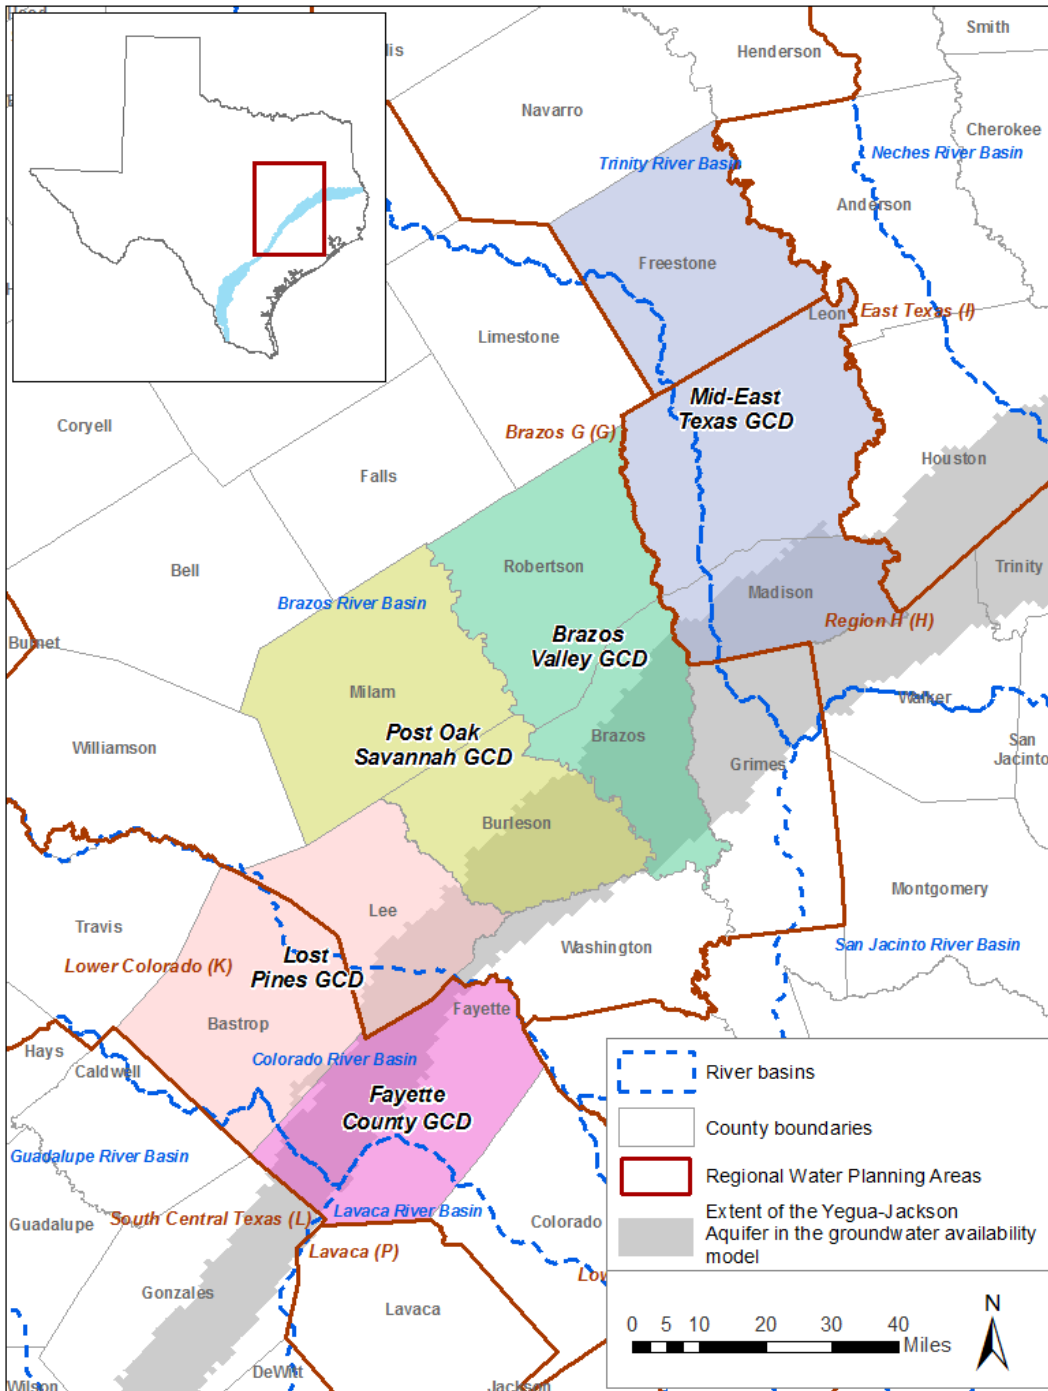 Smith
Henderson
Navarro
Cherokee
Trinity River Basin
Neches River Basin
Anderson
Freestone
Leon
East Texas (I)
Limestone
Mid-East
Texas GCD
Coryell
Brazos G (G)
Houston
Falls
Robertson
Trinity
Bell
Madison
Brazos River Basin
Region H (H)
Burnet
Brazos
Valley GCD
Milam
Walker
Post Oak
Savannah GCD
Brazos
San
Jacinto
Williamson
Grimes
Burleson
Montgomery
Lee
Travis
Washington
San Jacinto River Basin
Lost
Pines GCD
Lower Colorado (K)
Fayette
Bastrop
Hays
Colorado River Basin
Caldwell
Fayette
County GCD
Guadalupe River Basin
South Central Texas (L)
Lavaca River Basin
Guadalupe
Colorado
Lavaca (P)
Gonzales
Lavaca
DeWitt
Wilson
Jackson
River basins
County boundaries
Regional Water Planning Areas
Extent of the Yegua-Jackson
Aquifer in the groundwater availability
model
0 5 10 20 30 40
Miles
N